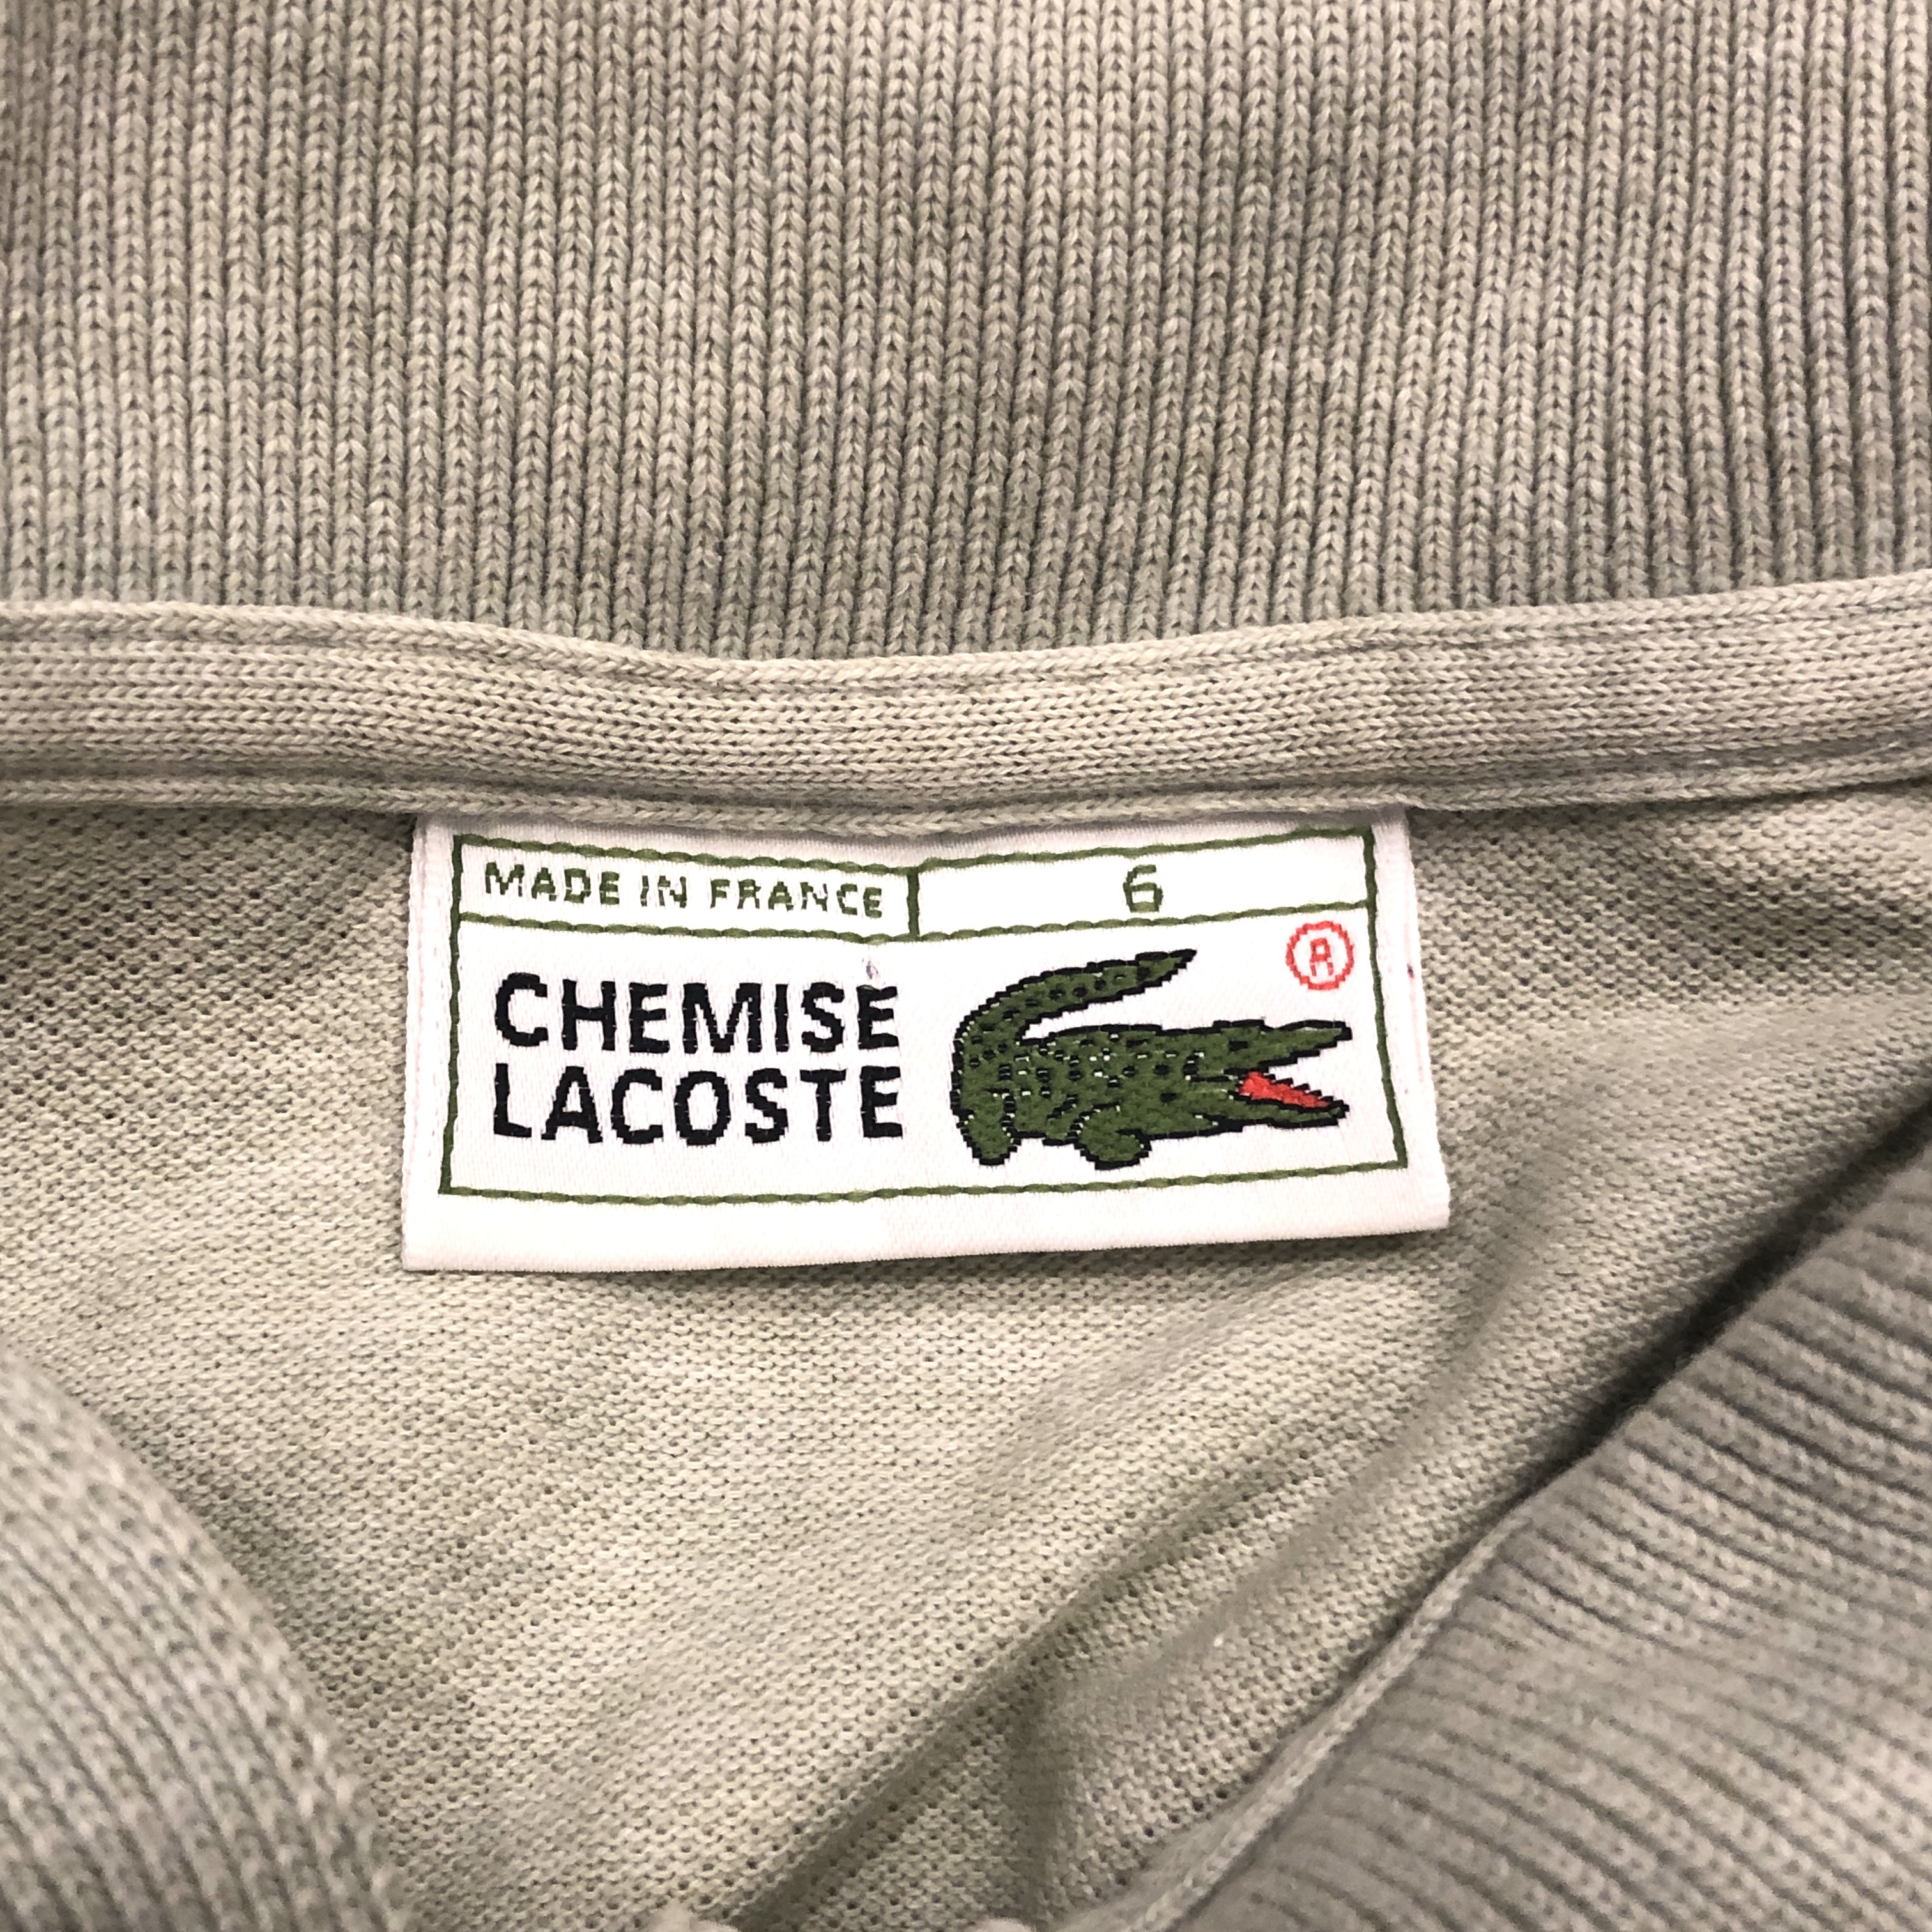 MADE IN FRANCE 6
CHEMISE
LACOSTE
®